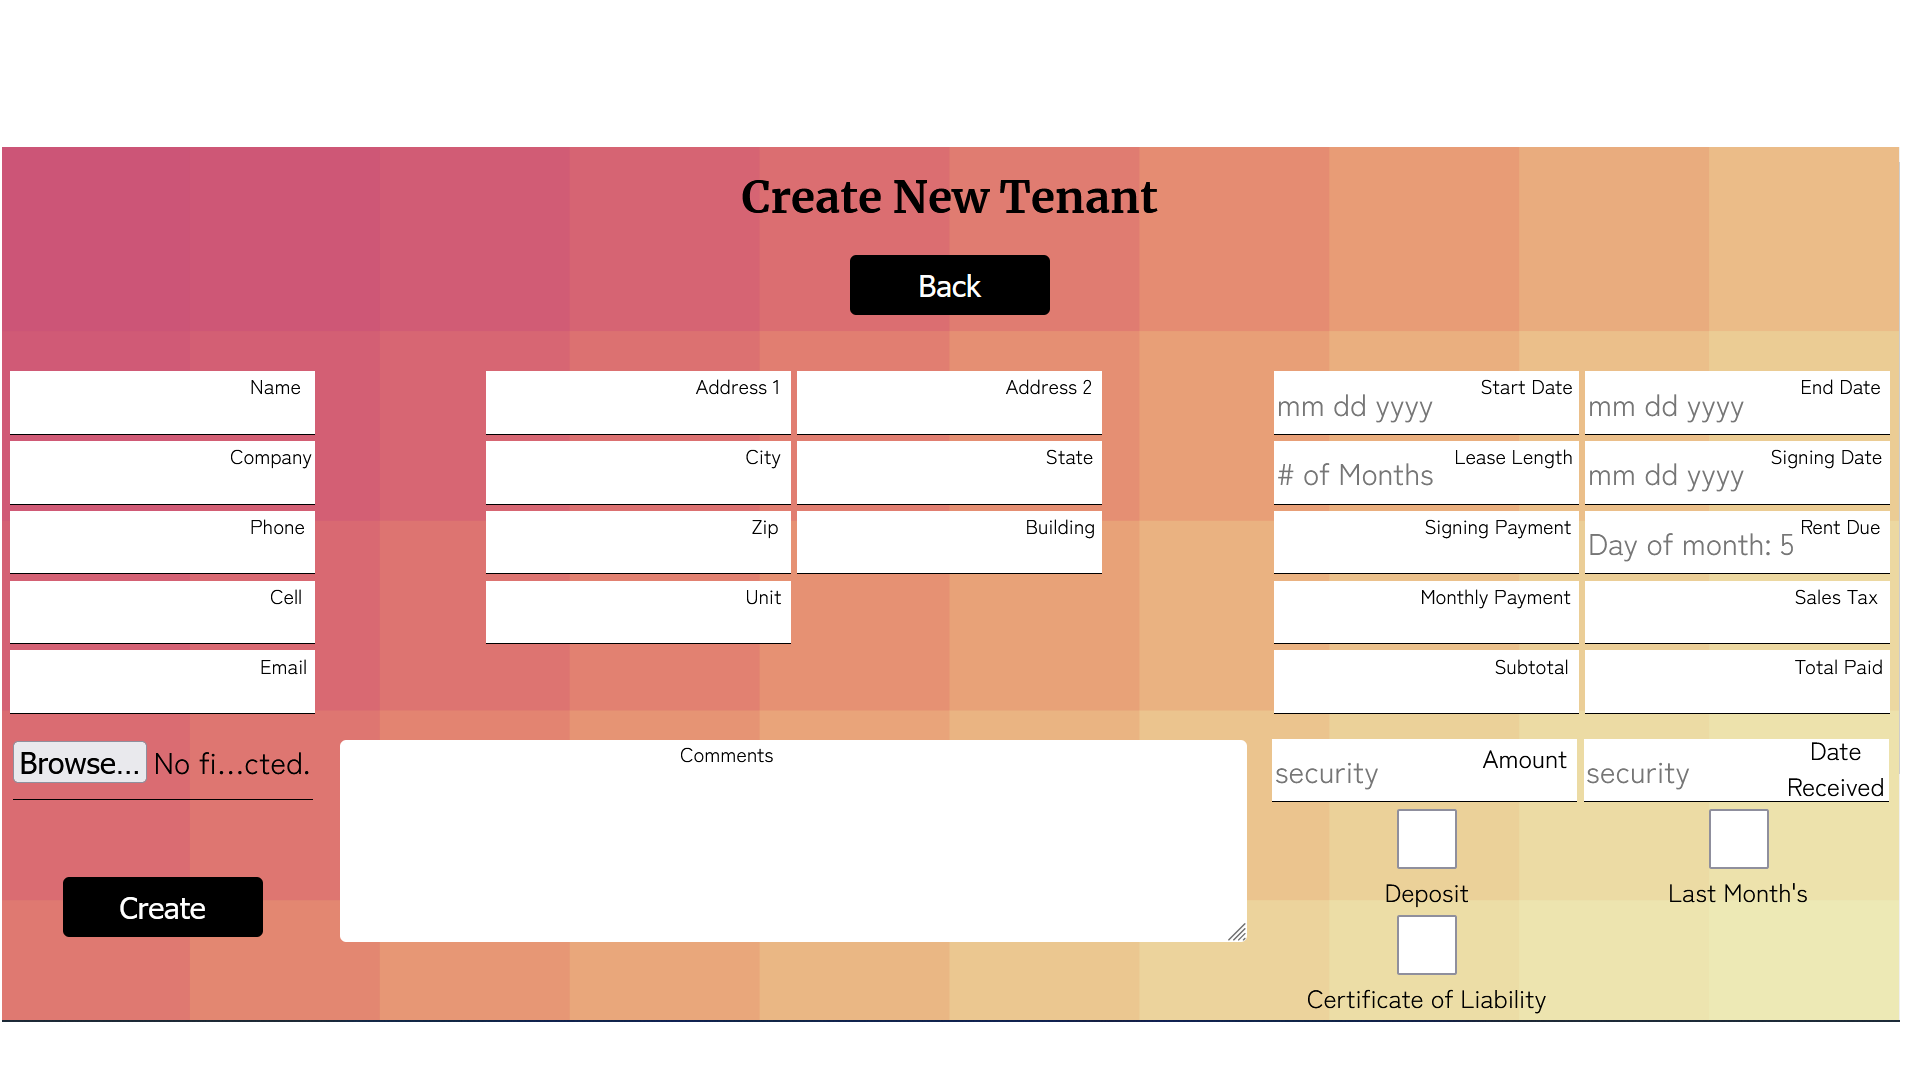 Create New Tenant
Back
Name
Address 1
Address 2
mm dd yyyy Start Date
mm dd yyyy End Date
Company
City
State
# of Months Lease Length
mm dd yyyy Signing Date
Phone
Zip
Building
Signing Payment
Day of month: 5 Rent Due
Cell
Unit
Monthly Payment
Sales Tax
Email
Subtotal
Total Paid
Browse... No fi...cted.
Comments
security Amount
security Date
Received
Deposit
Last Month's
Create
Certificate of Liability